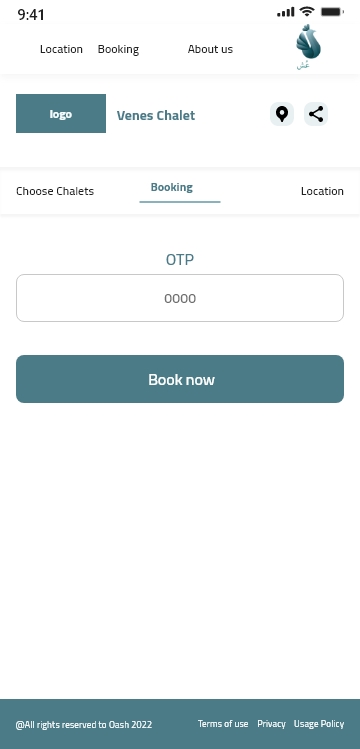 9:41
Location Booking About us
عُش
logo Venes Chalet
Choose Chalets Booking Location
OTP
0000
Book now
@All rights reserved to Oash 2022 Terms of use Privacy Usage Policy